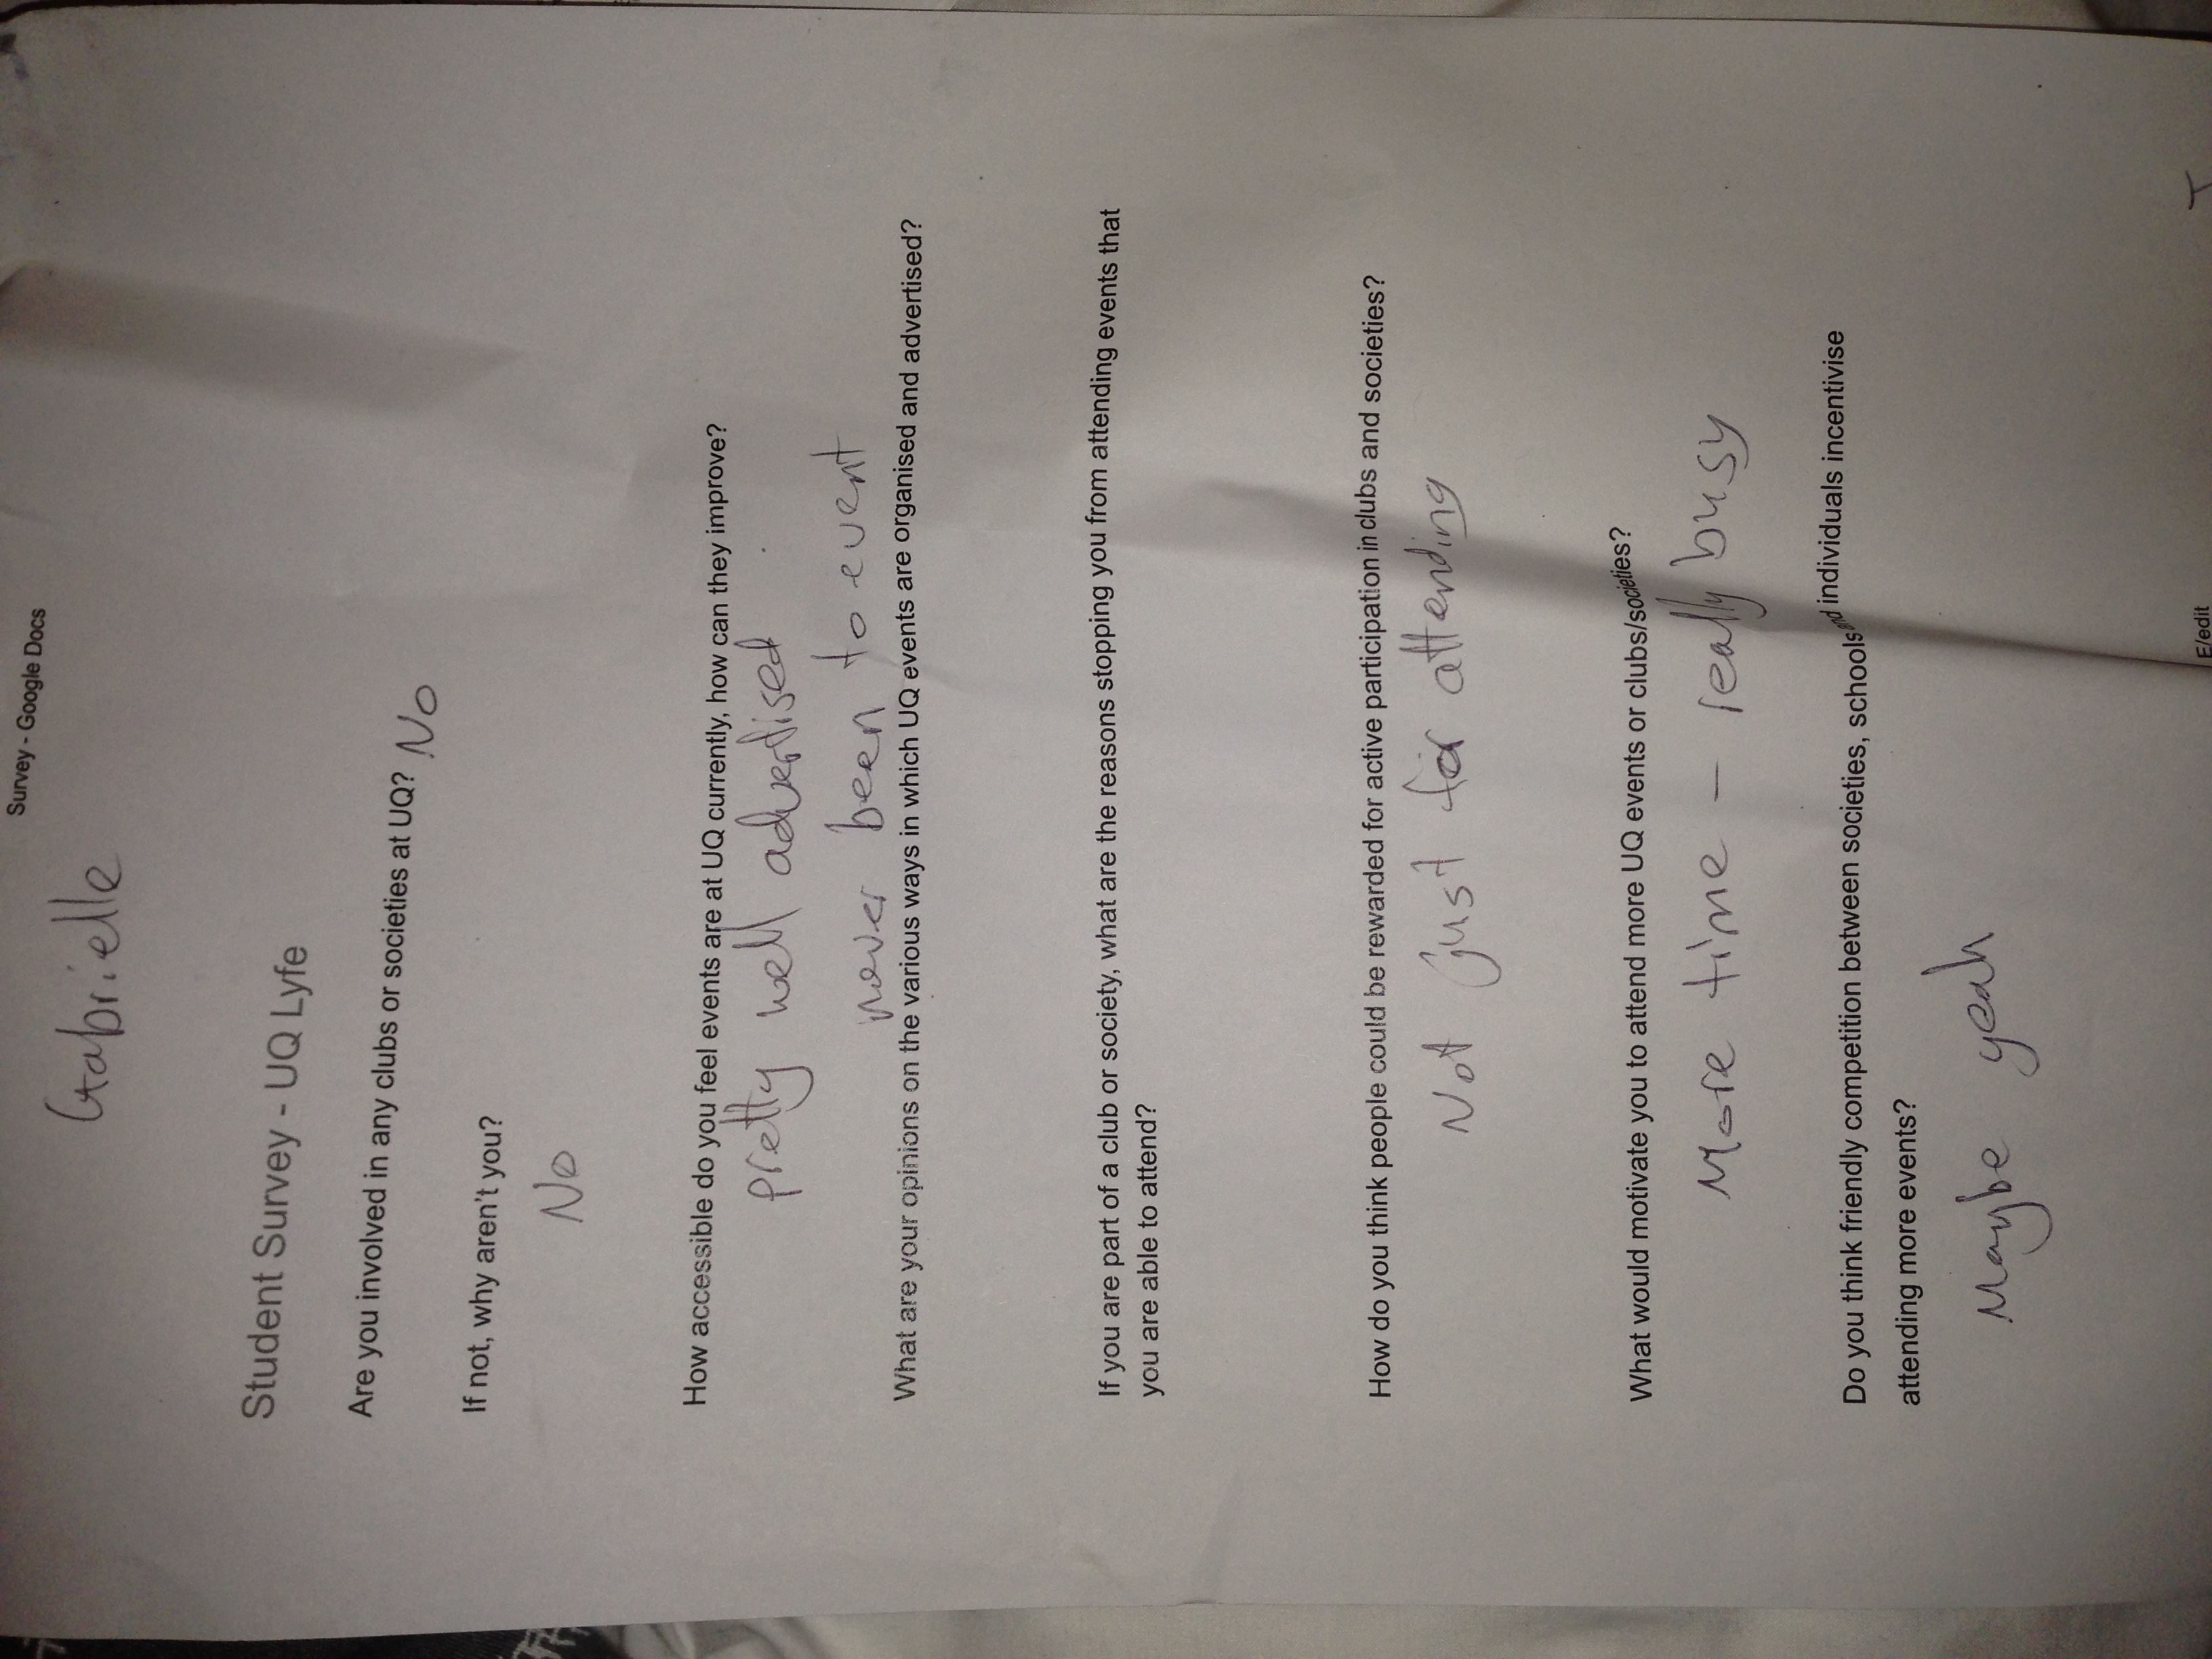 Survey - Google Docs
Gabrielle
Student Survey - UQ Lyfe
Are you involved in any clubs or societies at UQ? No
If not, why aren't you?
No
How accessible do you feel events are at UQ currently, how can they improve?
Pretty well advertised
never been to event
What are your opinions on the various ways in which UQ events are organised and advertised?
If you are part of a club or society, what are the reasons stopping you from attending events that
you are able to attend?
How do you think people could be rewarded for active participation in clubs and societies?
Not just for attending
What would motivate you to attend more UQ events or clubs/societies?
More time - really busy
Do you think friendly competition between societies, schools and individuals incentivise
attending more events?
Maybe yeah
E/edit